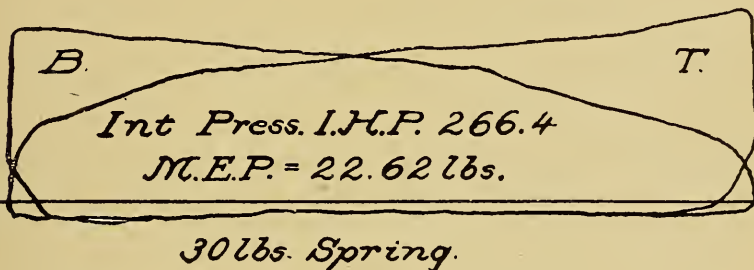 B. T.
Int Press. I.H.P. 266.4
M.E.P. = 22.62 lbs.
30 lbs. Spring.